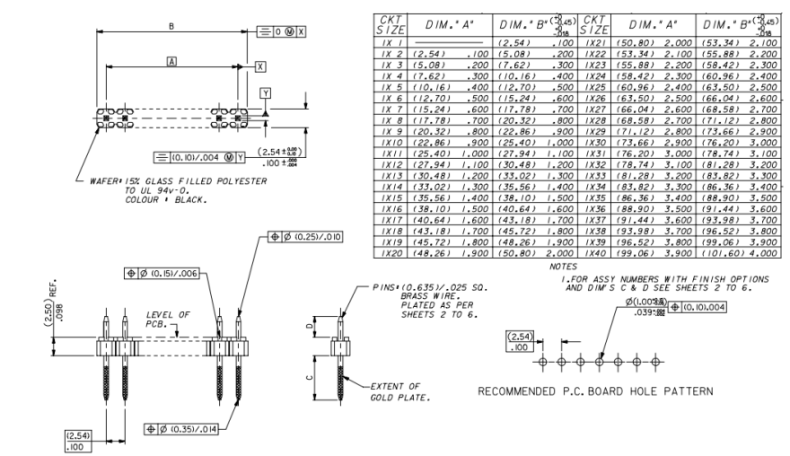 B
0 Ⓜ X
A
X
Y
(0.10)/.004 Ⓜ Y
(2.54
.100
WAFER: 15% GLASS FILLED POLYESTER
TO UL 94v-0.
COLOUR : BLACK.
CKT SIZE DIM.'A' DIM.'B' CKT SIZE DIM.'A' DIM.'B'
1X 1 (2.54) .100 1X21 (50.80) 2.000 (53.34) 2.100
1X 2 (2.54) .100 (5.08) .200 1X22 (53.34) 2.100 (55.88) 2.200
1X 3 (5.08) .200 (7.62) .300 1X23 (55.88) 2.200 (58.42) 2.300
1X 4 (7.62) .300 (10.16) .400 1X24 (58.42) 2.300 (60.96) 2.400
1X 5 (10.16) .400 (12.70) .500 1X25 (60.96) 2.400 (63.50) 2.500
1X 6 (12.70) .500 (15.24) .600 1X26 (63.50) 2.500 (66.04) 2.600
1X 7 (15.24) .600 (17.78) .700 1X27 (66.04) 2.600 (68.58) 2.700
1X 8 (17.78) .700 (20.32) .800 1X28 (68.58) 2.700 (71.12) 2.800
1X 9 (20.32) .800 (22.86) .900 1X29 (71.12) 2.800 (73.66) 2.900
1X10 (22.86) .900 (25.40) 1.000 1X30 (73.66) 2.900 (76.20) 3.000
1X11 (25.40) 1.000 (27.94) 1.100 1X31 (76.20) 3.000 (78.74) 3.100
1X12 (27.94) 1.100 (30.48) 1.200 1X32 (78.74) 3.100 (81.28) 3.200
1X13 (30.48) 1.200 (33.02) 1.300 1X33 (81.28) 3.200 (83.82) 3.300
1X14 (33.02) 1.300 (35.56) 1.400 1X34 (83.82) 3.300 (86.36) 3.400
1X15 (35.56) 1.400 (38.10) 1.500 1X35 (86.36) 3.400 (88.90) 3.500
1X16 (38.10) 1.500 (40.64) 1.600 1X36 (88.90) 3.500 (91.44) 3.600
1X17 (40.64) 1.600 (43.18) 1.700 1X37 (91.44) 3.600 (93.98) 3.700
1X18 (43.18) 1.700 (45.72) 1.800 1X38 (93.98) 3.700 (96.52) 3.800
1X19 (45.72) 1.800 (48.26) 1.900 1X39 (96.52) 3.800 (99.06) 3.900
1X20 (48.26) 1.900 (50.80) 2.000 1X40 (99.06) 3.900 (101.60) 4.000
NOTES
1.FOR ASSY NUMBERS WITH FINISH OPTIONS
AND DIM'S C & D SEE SHEETS 2 TO 6.
⌖ Ø (0.25)/.010
⌖ Ø (0.15)/.006
(2.50) REF.
.098
LEVEL OF
PCB.
D
C
PINS: (0.635)/.025 SQ.
BRASS WIRE.
PLATED AS PER
SHEETS 2 TO 6.
EXTENT OF
GOLD PLATE.
⌖ Ø (0.35)/.014
(2.54)
.100
.039
⌖ (0.10).004
(2.54)
.100
RECOMMENDED P.C.BOARD HOLE PATTERN